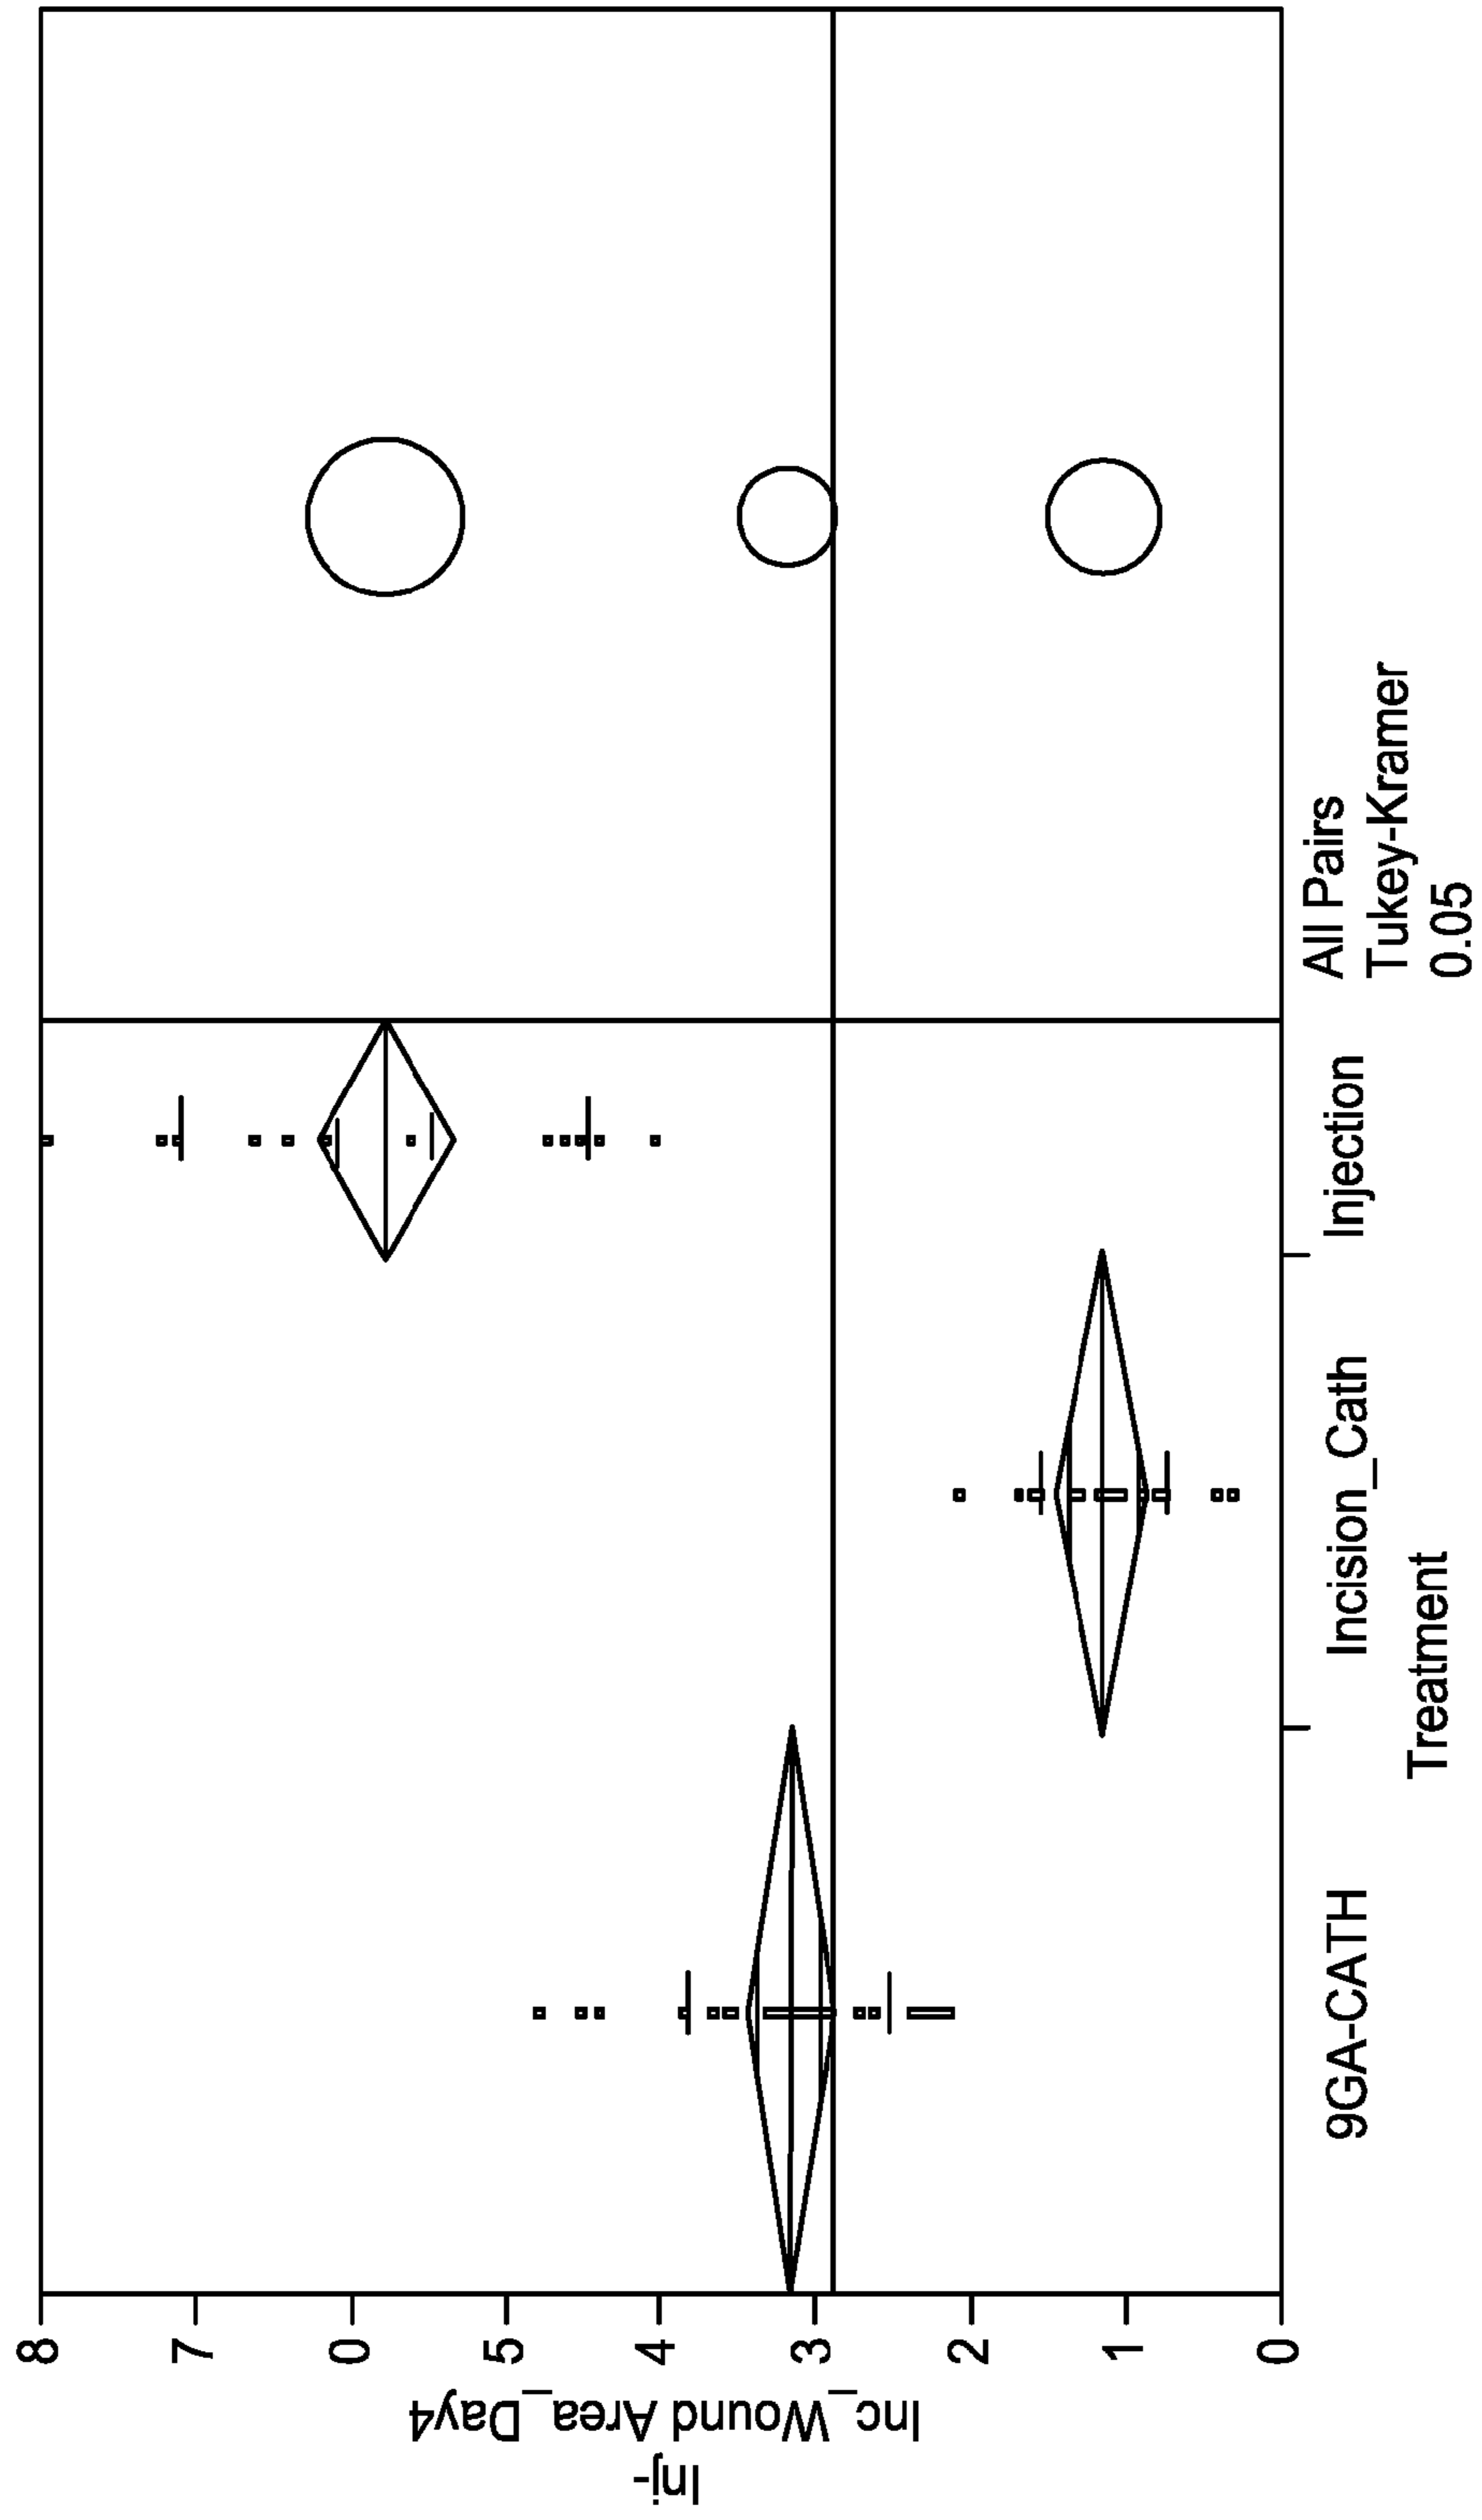 Inj-
Inc_Wound Area_Day4
8
7
0
5
4
3
2
1
0
9GA-CATH
Incision_Cath
Injection
Treatment
All Pairs
Tukey-Kramer
0.05